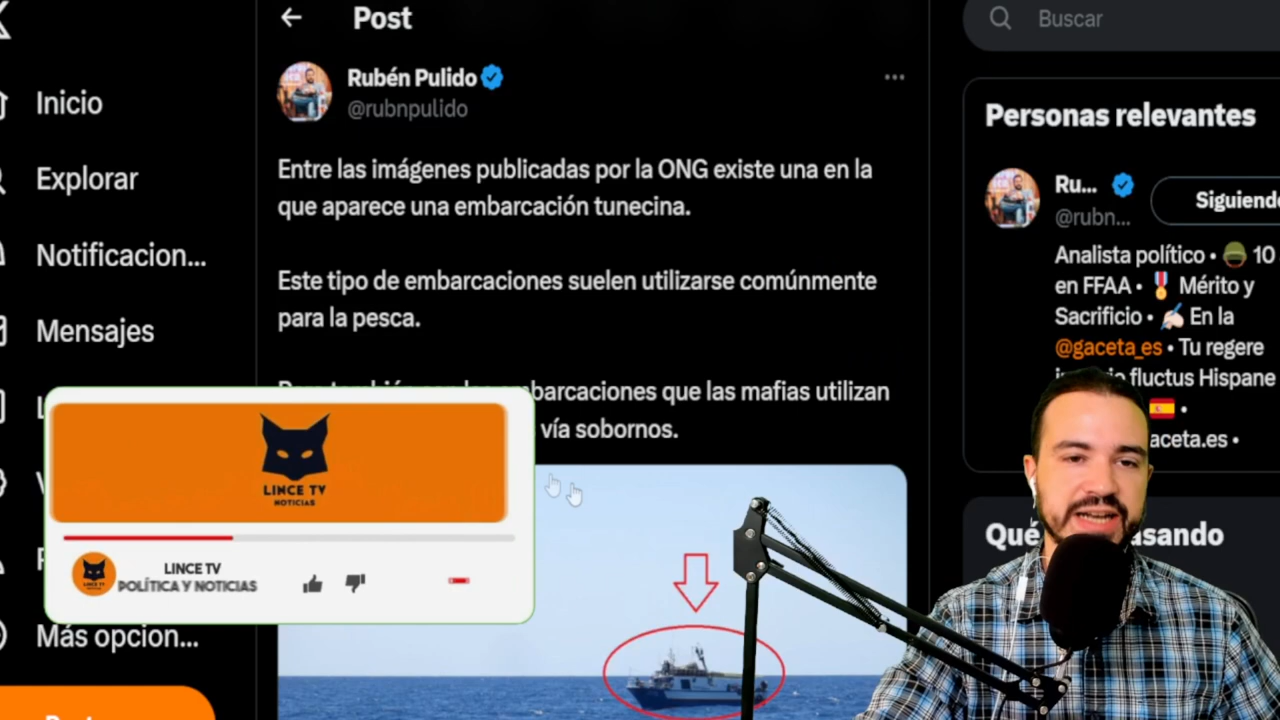 Post
Buscar
Inicio
Explorar
Notificacion...
Mensajes
Más opcion...
Rubén Pulido
@rubnpulido
Entre las imágenes publicadas por la ONG existe una en la
que aparece una embarcación tunecina.
Este tipo de embarcaciones suelen utilizarse comúnmente
para la pesca.
embarcaciones que las mafias utilizan
vía sobornos.
LINCE TV
NOTICIAS
LINCE TV
POLÍTICA Y NOTICIAS
Personas relevantes
Ru...
@rubn...
Siguiendo
Analista político • 10
en FFAA • Mérito y
Sacrificio • En la
@gaceta_es • Tu regere
fluctus Hispane
•
aceta.es •
Qué asando